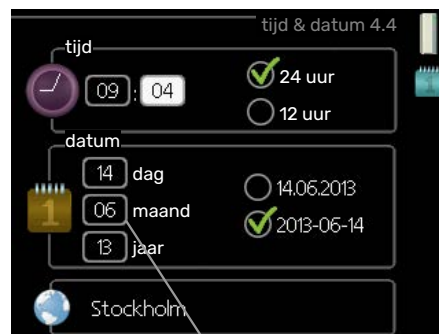 tijd & datum 4.4
tijd
09 : 04
24 uur
12 uur
datum
14 dag
06 maand
13 jaar
14.06.2013
2013-06-14
1
Stockholm